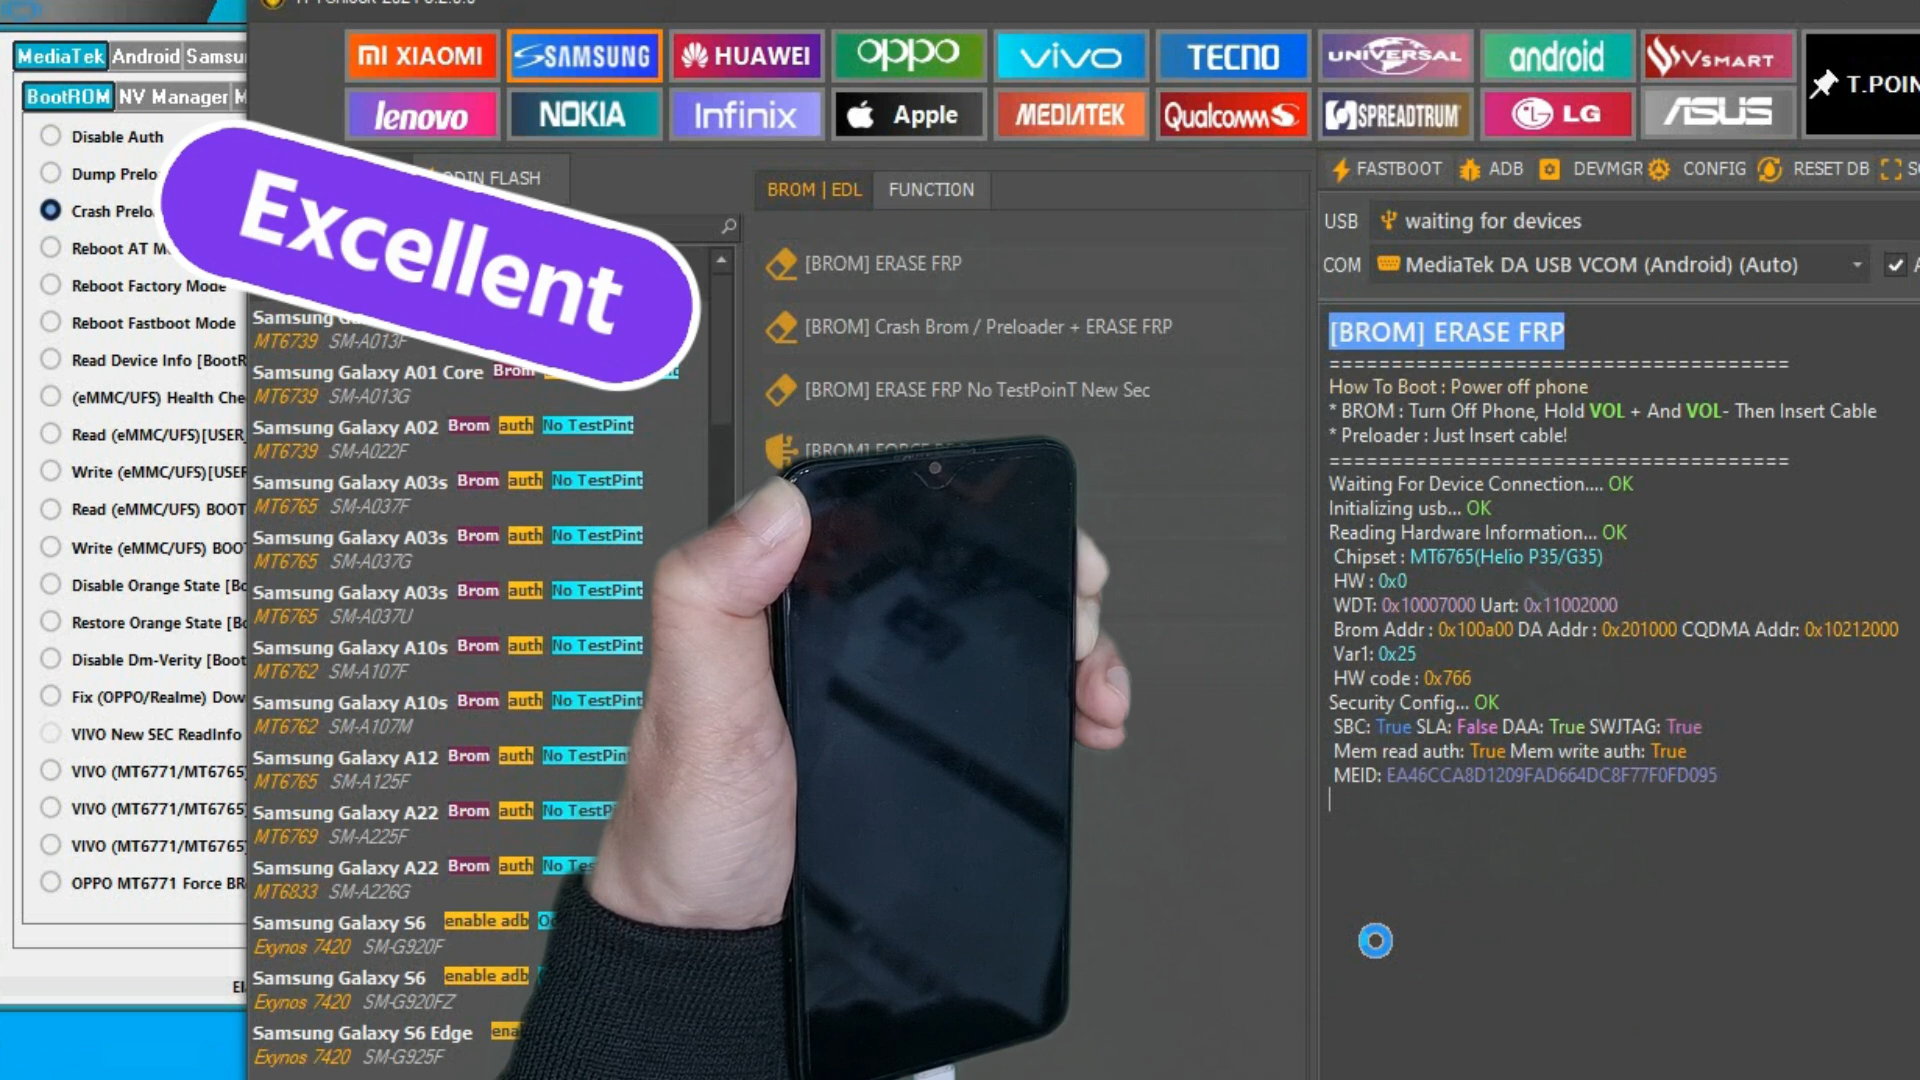 MediaTek Android Samsu
BootROM NV Manager M
Disable Auth
Dump Prelo
Crash Prelo
Reboot AT M
Reboot Factory Mode
Reboot Fastboot Mode
Read Device Info [BootR
(eMMC/UFS) Health Che
Read (eMMC/UFS)[USER
Write (eMMC/UFS)[USER
Read (eMMC/UFS) BOOT
Write (eMMC/UFS) BOO
Disable Orange State [Bo
Restore Orange State [Bo
Disable Dm-Verity [Boot
Fix (OPPO/Realme) Dow
VIVO New SEC ReadInfo
VIVO (MT6771/MT6765)
VIVO (MT6771/MT6765)
VIVO (MT6771/MT6765)
OPPO MT6771 Force BR
Excellent
mi XIAOMI SAMSUNG HUAWEI oppo vivo TECNO UNIVERSAL android VSMART
lenovo NOKIA Infinix Apple MEDIATEK Qualcomm SPREADTRUM LG ASUS
T.POIN
ODIN FLASH
Samsung Ga
MT6739 SM-A013F
Samsung Galaxy A01 Core Brom
MT6739 SM-A013G
Samsung Galaxy A02 Brom auth No TestPint
MT6739 SM-A022F
Samsung Galaxy A03s Brom auth No TestPint
MT6765 SM-A037F
Samsung Galaxy A03s Brom auth No TestPint
MT6765 SM-A037G
Samsung Galaxy A03s Brom auth No TestPint
MT6765 SM-A037U
Samsung Galaxy A10s Brom auth No TestPint
MT6762 SM-A107F
Samsung Galaxy A10s Brom auth No TestPint
MT6762 SM-A107M
Samsung Galaxy A12 Brom auth No TestPin
MT6765 SM-A125F
Samsung Galaxy A22 Brom auth No TestP
MT6769 SM-A225F
Samsung Galaxy A22 Brom auth No Tes
MT6833 SM-A226G
Samsung Galaxy S6 enable adb
Exynos 7420 SM-G920F
Samsung Galaxy S6 enable adb
Exynos 7420 SM-G920FZ
Samsung Galaxy S6 Edge ena
Exynos 7420 SM-G925F
BROM | EDL FUNCTION
[BROM] ERASE FRP
[BROM] Crash Brom / Preloader + ERASE FRP
[BROM] ERASE FRP No TestPoinT New Sec
FASTBOOT ADB DEVMGR CONFIG RESET DB
USB waiting for devices
COM MediaTek DA USB VCOM (Android) (Auto)
[BROM] ERASE FRP
=====================================
How To Boot : Power off phone
* BROM : Turn Off Phone, Hold VOL + And VOL- Then Insert Cable
* Preloader : Just Insert cable!
=====================================
Waiting For Device Connection.... OK
Initializing usb... OK
Reading Hardware Information... OK
Chipset : MT6765(Helio P35/G35)
HW : 0x0
WDT: 0x10007000 Uart: 0x11002000
Brom Addr : 0x100a00 DA Addr : 0x201000 CQDMA Addr: 0x10212000
Var1: 0x25
HW code : 0x766
Security Config... OK
SBC: True SLA: False DAA: True SWJTAG: True
Mem read auth: True Mem write auth: True
MEID: EA46CCA8D1209FAD664DC8F77F0FD095